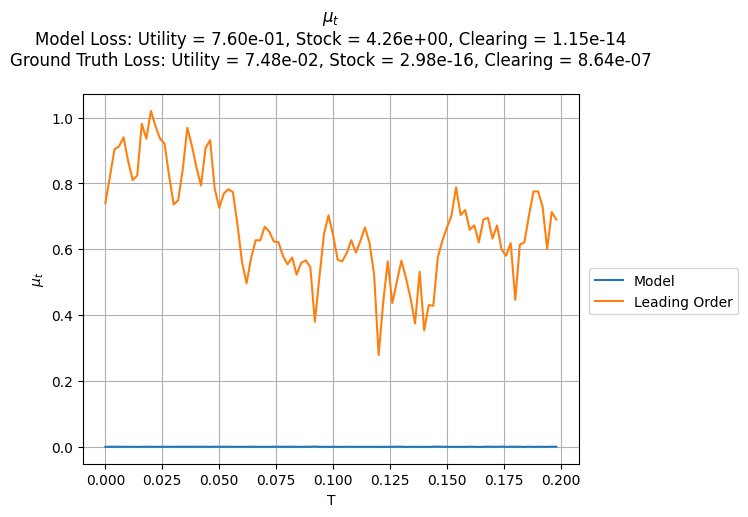 μₜ
Model Loss: Utility = 7.60e-01, Stock = 4.26e+00, Clearing = 1.15e-14
Ground Truth Loss: Utility = 7.48e-02, Stock = 2.98e-16, Clearing = 8.64e-07
1.0
0.8
0.6
0.4
0.2
0.0
μₜ
0.000 0.025 0.050 0.075 0.100 0.125 0.150 0.175 0.200
T
Model
Leading Order